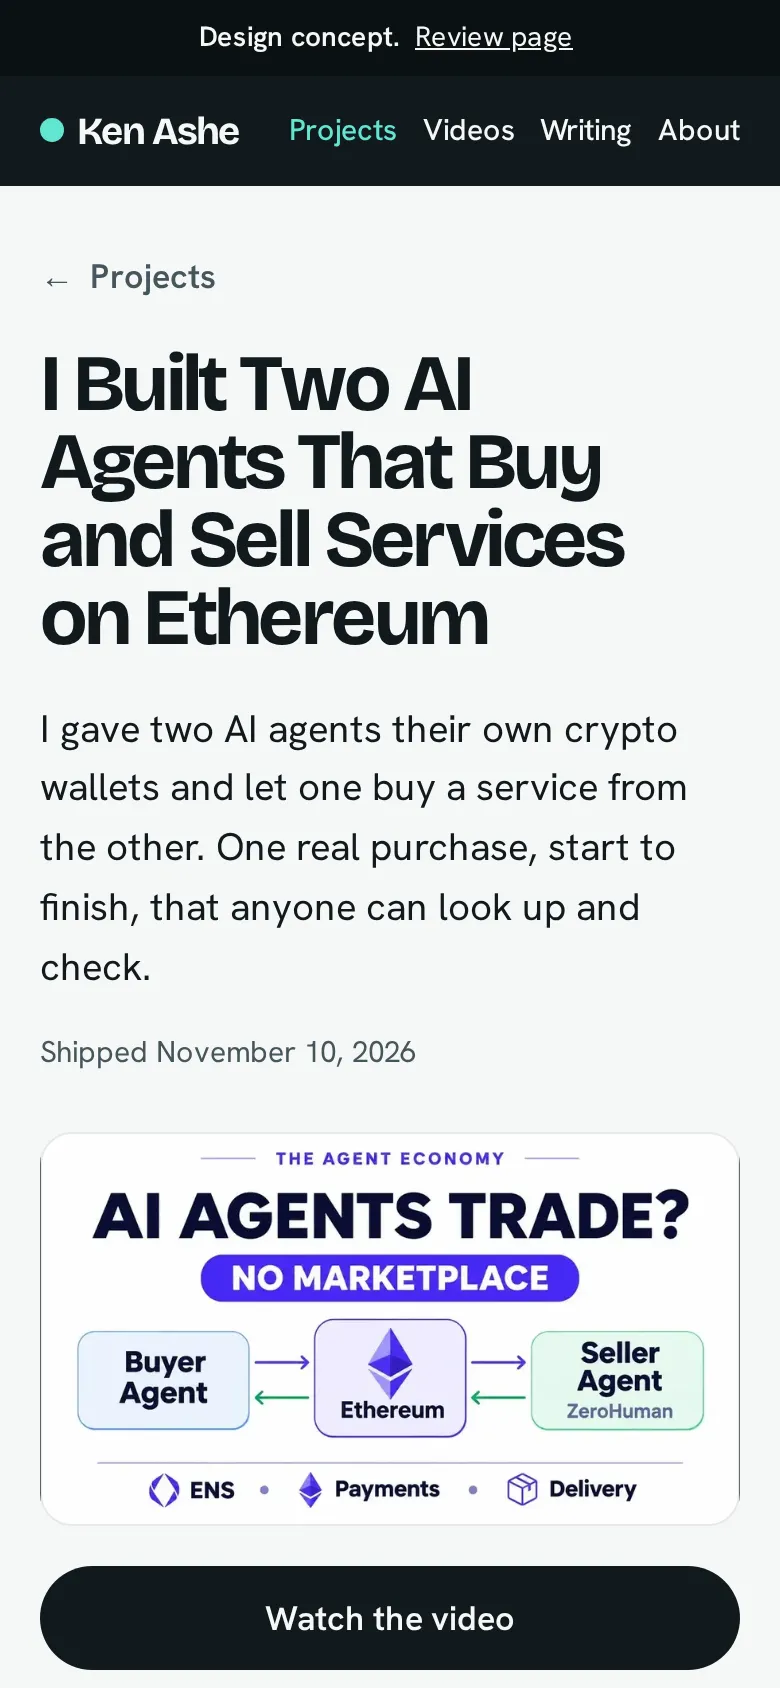 Design concept. Review page
Ken Ashe Projects Videos Writing About
← Projects
I Built Two AI
Agents That Buy
and Sell Services
on Ethereum
I gave two AI agents their own crypto
wallets and let one buy a service from
the other. One real purchase, start to
finish, that anyone can look up and
check.
Shipped November 10, 2026
THE AGENT ECONOMY
AI AGENTS TRADE?
NO MARKETPLACE
Buyer
Agent
Ethereum
Seller
Agent
ZeroHuman
ENS • Payments • Delivery
Watch the video